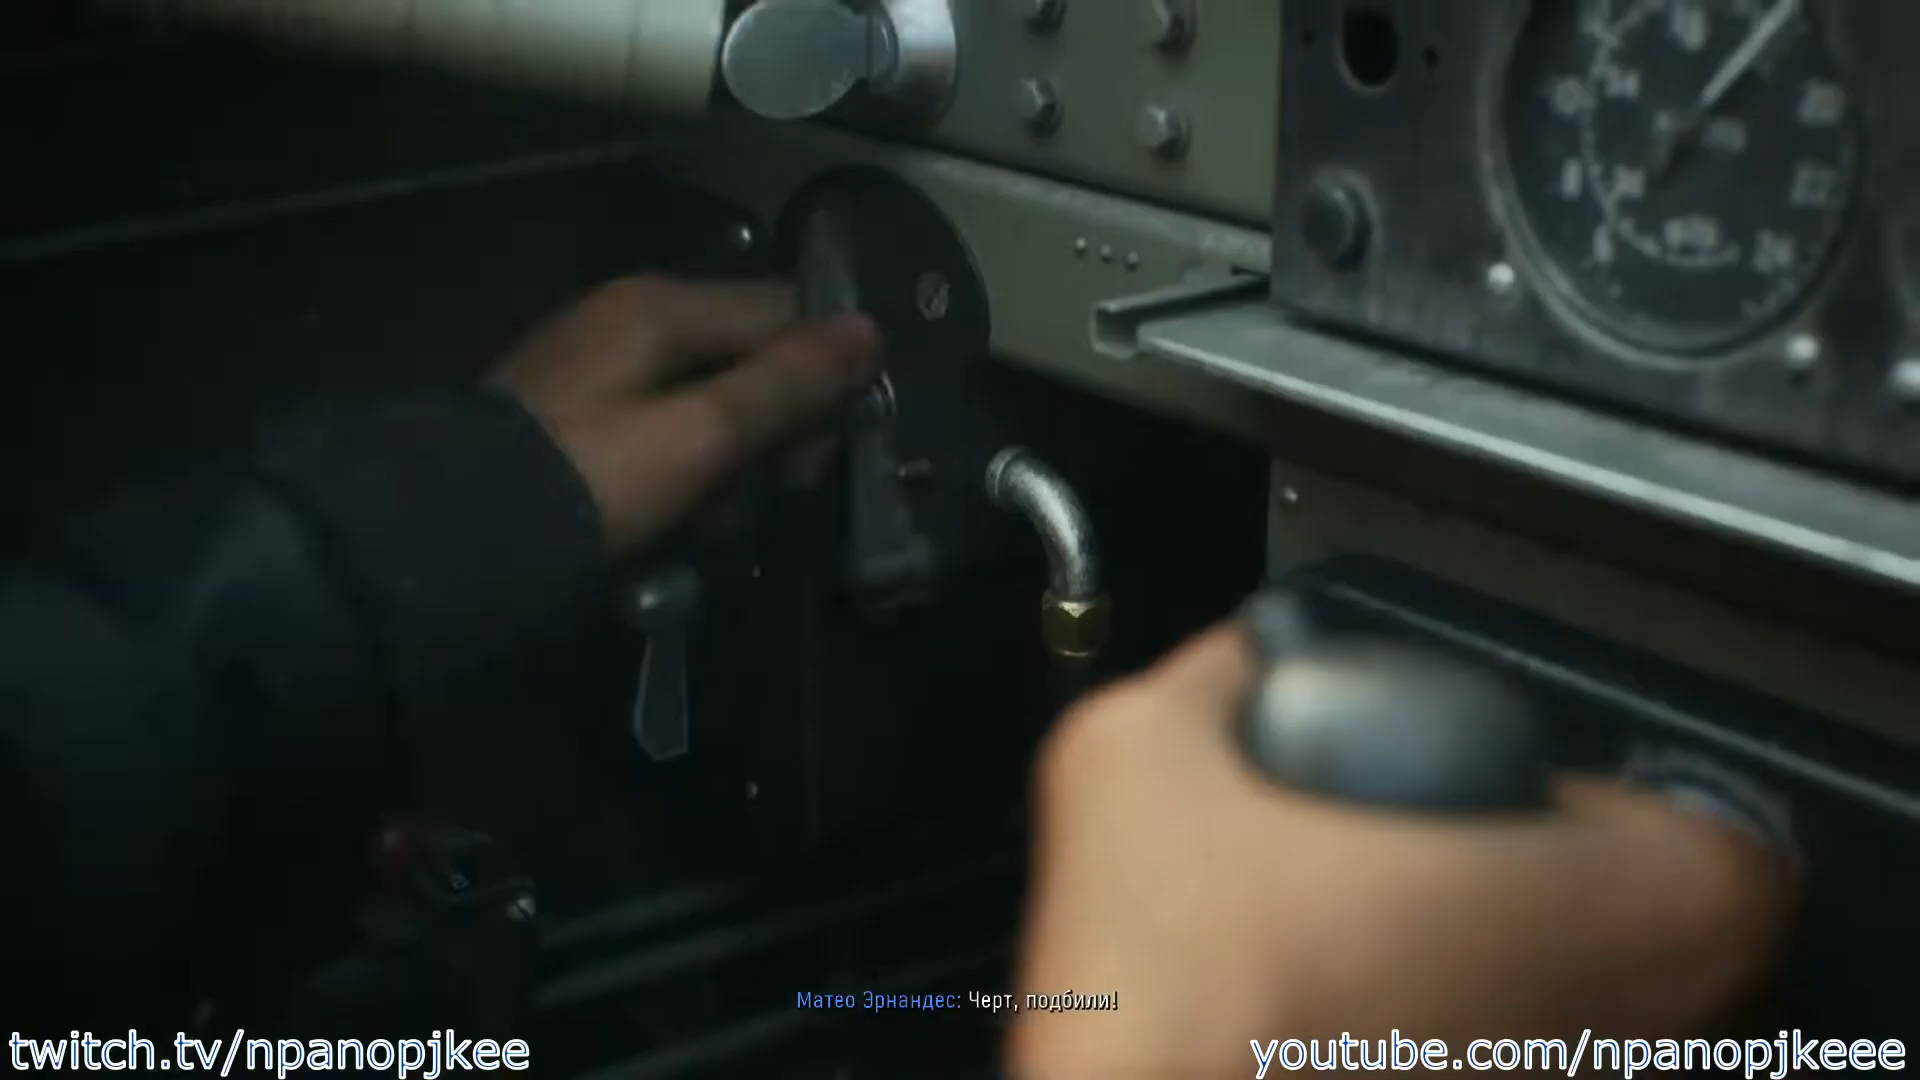 Матео Эрнандес: Черт, подбили!
twitch.tv/npanopjkee
youtube.com/npanopjkeee